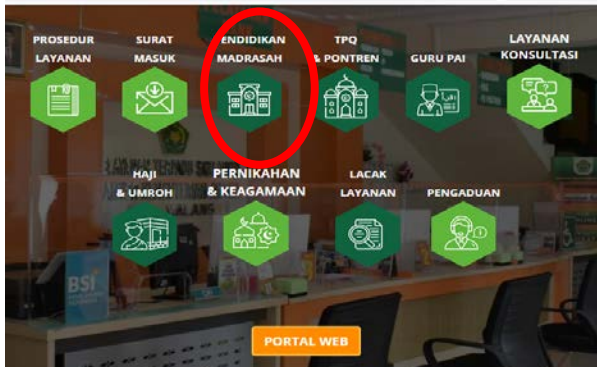 PROSEDUR
LAYANAN
SURAT
MASUK
ENDIDIKAN
MADRASAH
TPQ
& PONTREN
GURU PAI
LAYANAN
KONSULTASI
HAJI
& UMROH
PERNIKAHAN
& KEAGAMAAN
LACAK
LAYANAN
PENGADUAN
BSI
PORTAL WEB